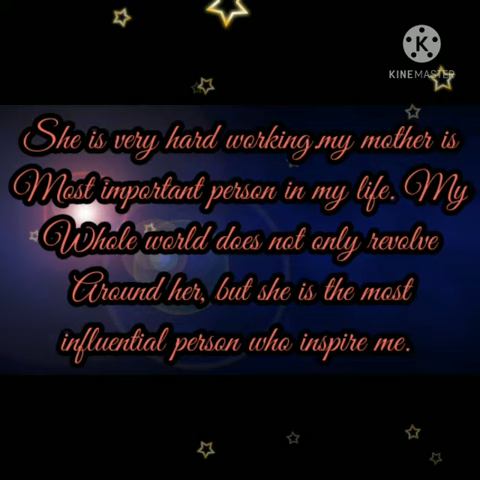 KINEMASTER
She is very hard working.my mother is
Most important person in my life. My
Whole world does not only revolve
Around her, but she is the most
influential person who inspire me.